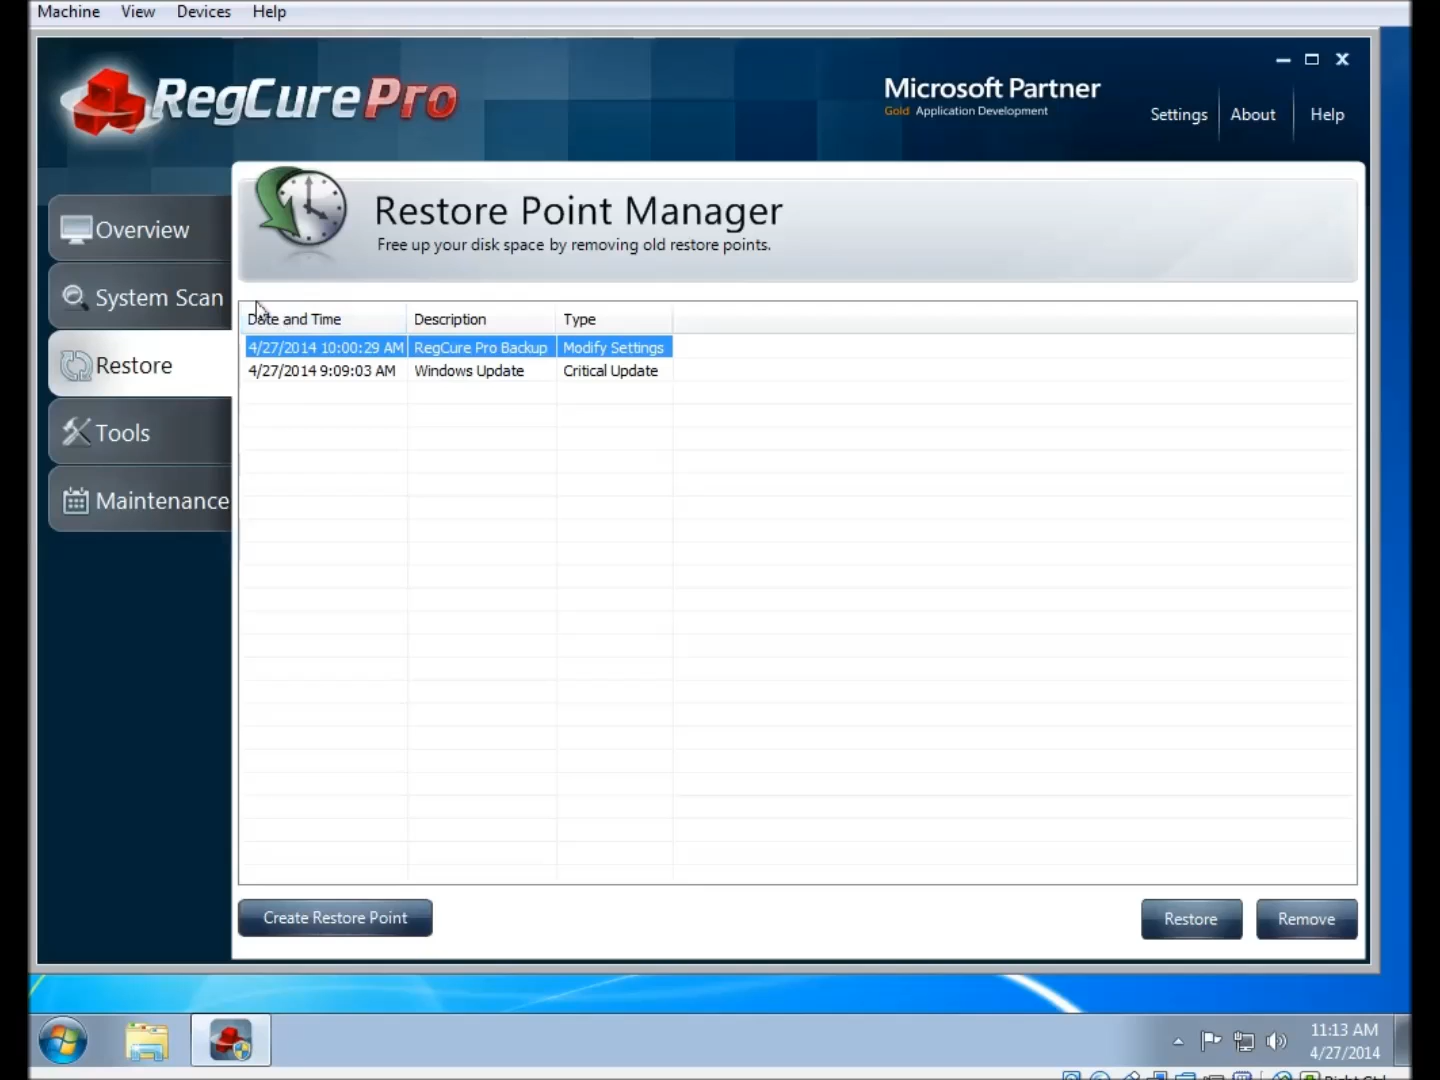 Machine View Devices Help
RegCure Pro
Microsoft Partner
Gold Application Development
Settings About Help
Restore Point Manager
Free up your disk space by removing old restore points.
Overview
System Scan
Restore
Tools
Maintenance
Date and Time Description Type
4/27/2014 10:00:29 AM RegCure Pro Backup Modify Settings
4/27/2014 9:09:03 AM Windows Update Critical Update
Create Restore Point Restore Remove
11:13 AM
4/27/2014
Right Ctrl